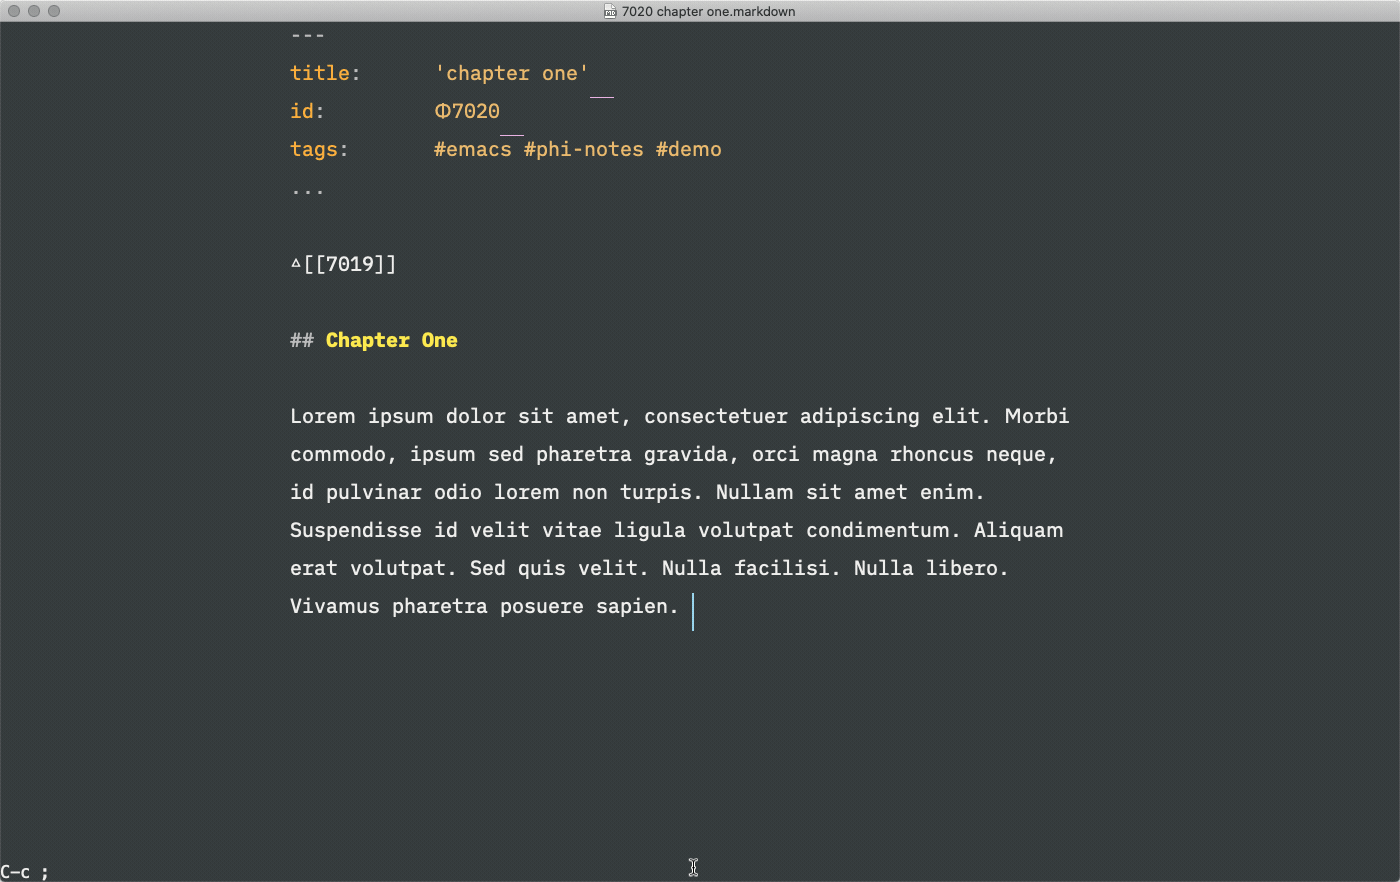 7020 chapter one.markdown
---
title: 'chapter one'
id: Φ7020
tags: #emacs #phi-notes #demo
...
▵[[7019]]
## Chapter One
Lorem ipsum dolor sit amet, consectetuer adipiscing elit. Morbi
commodo, ipsum sed pharetra gravida, orci magna rhoncus neque,
id pulvinar odio lorem non turpis. Nullam sit amet enim.
Suspendisse id velit vitae ligula volutpat condimentum. Aliquam
erat volutpat. Sed quis velit. Nulla facilisi. Nulla libero.
Vivamus pharetra posuere sapien.
C-c ;